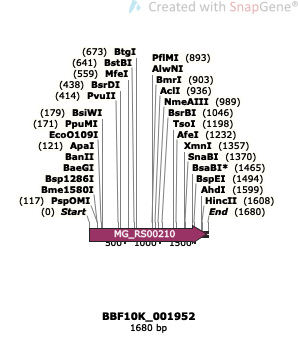 Created with SnapGene®
(673) BtgI
(641) BstBI
(559) MfeI
(438) BsrDI
(414) PvuII
(179) BsiWI
(171) PpuMI
EcoO109I
(121) ApaI
BanII
BaeGI
Bsp1286I
Bme1580I
(117) PspOMI
(0) Start
PflMI (893)
AlwNI
BmrI (903)
AclI (936)
NmeAIII (989)
BsrBI (1046)
TsoI (1198)
AfeI (1232)
XmnI (1357)
SnaBI (1370)
BsaBI* (1465)
BspEI (1494)
AhdI (1599)
HincII (1608)
End (1680)
MG_RS00210
500 1000 1500
BBF10K_001952
1680 bp